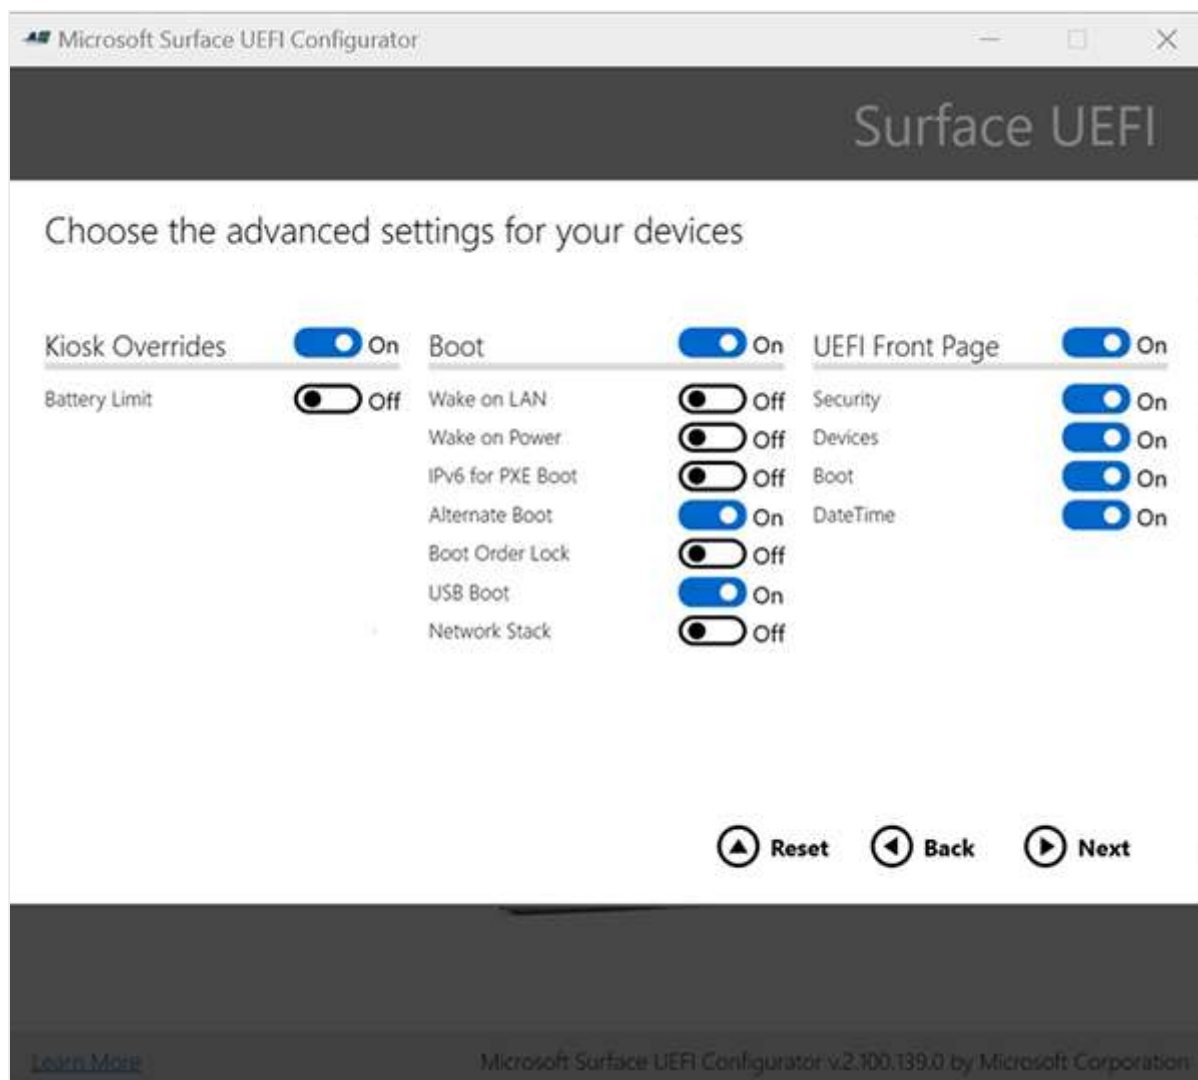 Microsoft Surface UEFI Configurator
Surface UEFI
Choose the advanced settings for your devices
Kiosk Overrides On
Battery Limit Off
Boot On
Wake on LAN Off
Wake on Power Off
IPv6 for PXE Boot Off
Alternate Boot On
Boot Order Lock Off
USB Boot On
Network Stack Off
UEFI Front Page On
Security On
Devices On
Boot On
DateTime On
Reset Back Next
Learn More Microsoft Surface UEFI Configurator v.2.100.139.0 by Microsoft Corporation